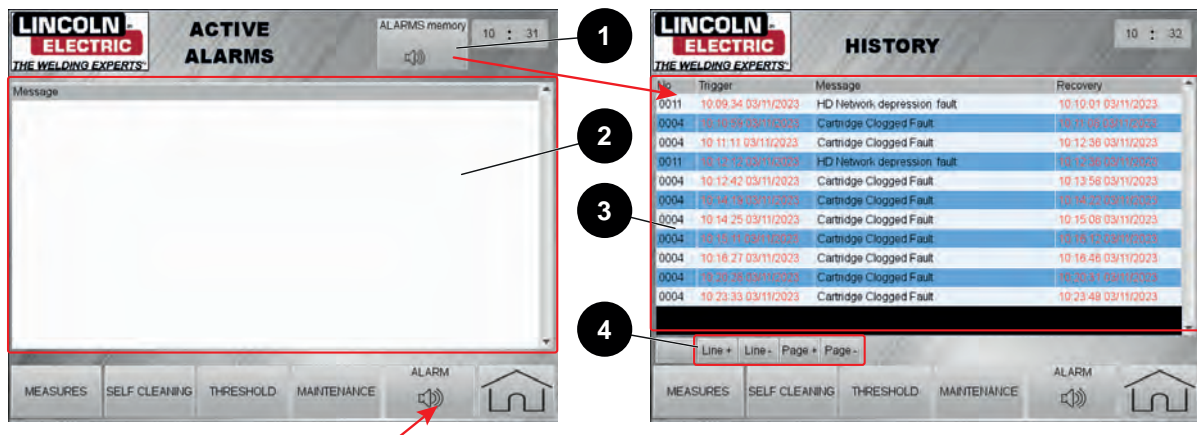 LINCOLN
ELECTRIC
THE WELDING EXPERTS
ACTIVE
ALARMS
ALARMS memory
10 : 31
Message
MEASURES
SELF CLEANING
THRESHOLD
MAINTENANCE
ALARM
1
2
3
4
LINCOLN
ELECTRIC
THE WELDING EXPERTS
HISTORY
10 : 32
No Trigger Message Recovery
0011 10:09:34 03/11/2023 HD Network depression fault 10:10:01 03/11/2023
0004 Cartridge Clogged Fault
0004 10:11:11 03/11/2023 Cartridge Clogged Fault 10:12:36 03/11/2023
0011 HD Network depression fault
0004 10:12:42 03/11/2023 Cartridge Clogged Fault 10:13:56 03/11/2023
0004 Cartridge Clogged Fault
0004 10:14:25 03/11/2023 Cartridge Clogged Fault 10:15:08 03/11/2023
0004 Cartridge Clogged Fault
0004 10:16:27 03/11/2023 Cartridge Clogged Fault 10:16:46 03/11/2023
0004 Cartridge Clogged Fault
0004 10:23:33 03/11/2023 Cartridge Clogged Fault 10:23:49 03/11/2023
Line + Line - Page + Page -
MEASURES
SELF CLEANING
THRESHOLD
MAINTENANCE
ALARM